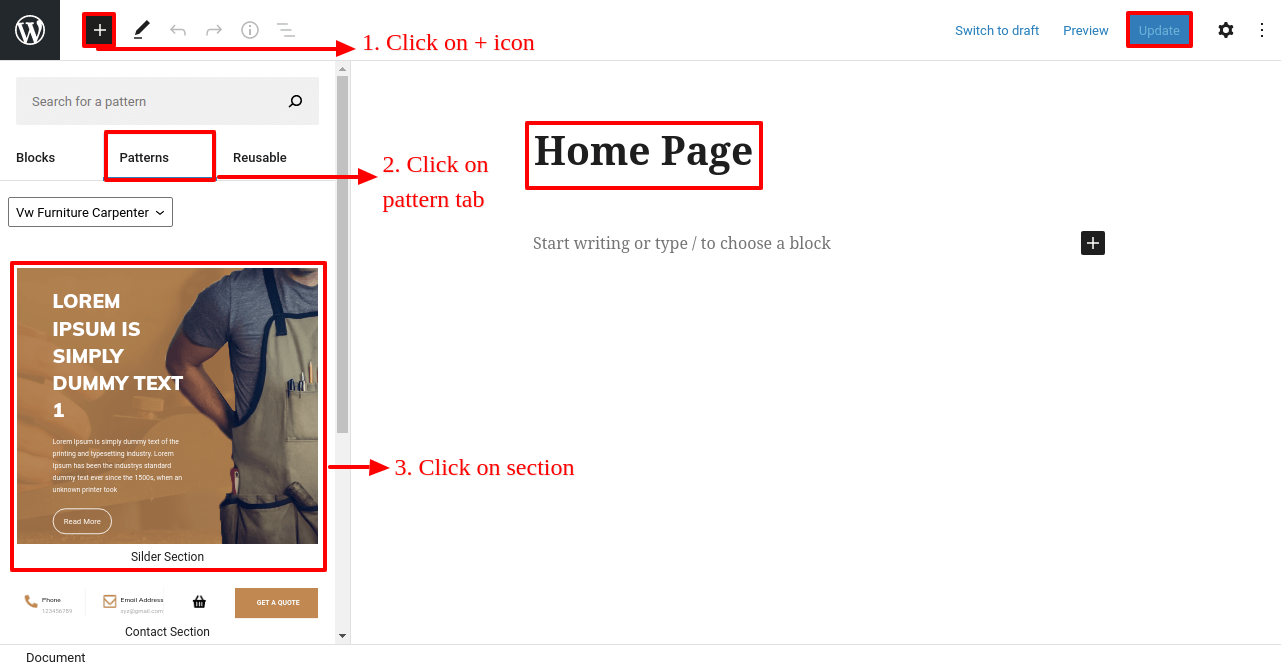 1. Click on + icon
Switch to draft
Preview
Update
Search for a pattern
Blocks
Patterns
Reusable
2. Click on
pattern tab
Home Page
Vw Furniture Carpenter
Start writing or type / to choose a block
LOREM
IPSUM IS
SIMPLY
DUMMY TEXT
1
Lorem Ipsum is simply dummy text of the
printing and typesetting industry. Lorem
Ipsum has been the industrys standard
dummy text ever since the 1500s, when an
unknown printer took
Read More
3. Click on section
Silder Section
Phone
123456789
Email Address
xyz@gmail.com
GET A QUOTE
Contact Section
Document